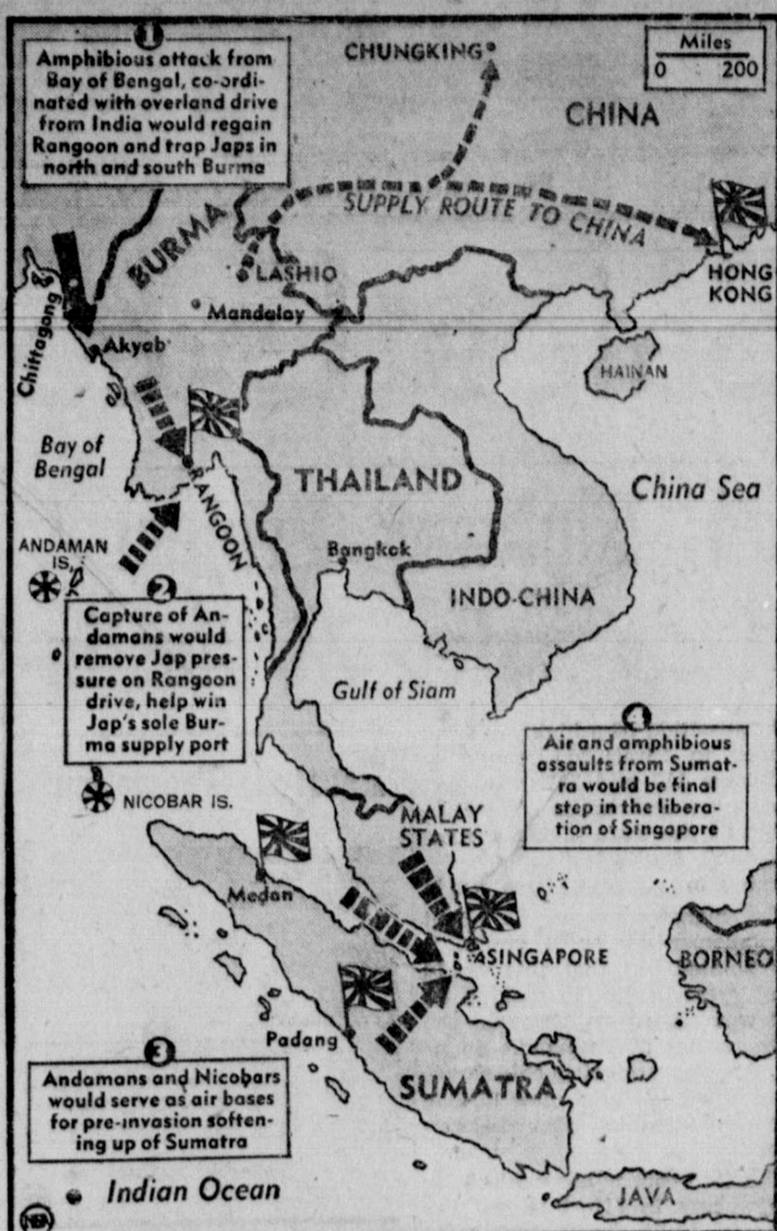 1
Amphibious attack from
Bay of Bengal, co-ordi-
nated with overland drive
from India would regain
Rangoon and trap Japs in
north and south Burma
CHUNGKING
Miles
0 200
CHINA
SUPPLY ROUTE TO CHINA
BURMA
LASHIO
HONG
KONG
Mandalay
Chittagong
Akyab
HAINAN
Bay of
Bengal
RANGOON
THAILAND
China Sea
ANDAMAN
IS.
Bangkok
INDO-CHINA
2
Capture of An-
damans would
remove Jap pres-
sure on Rangoon
drive, help win
Jap's sole Bur-
ma supply port
Gulf of Siam
4
Air and amphibious
assaults from Sumat-
ra would be final
step in the libera-
tion of Singapore
NICOBAR IS.
MALAY
STATES
Medan
SINGAPORE
BORNEO
Padang
3
Andamans and Nicobars
would serve as air bases
for pre-invasion soften-
ing up of Sumatra
SUMATRA
Indian Ocean
JAVA
NEA